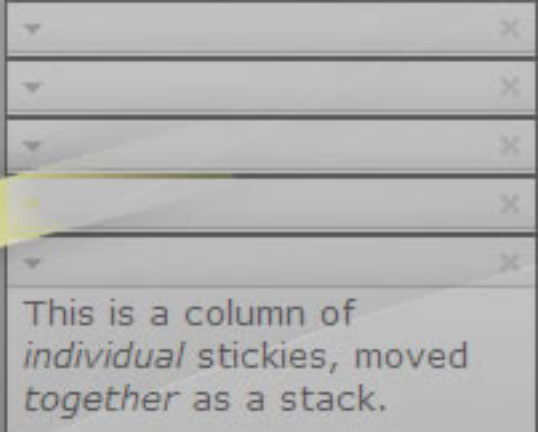 This is a column of
individual stickies, moved
together as a stack.